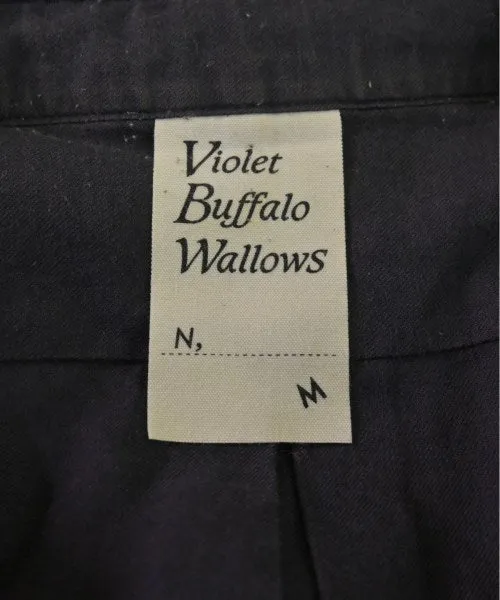 Violet
Buffalo
Wallows
N,
M